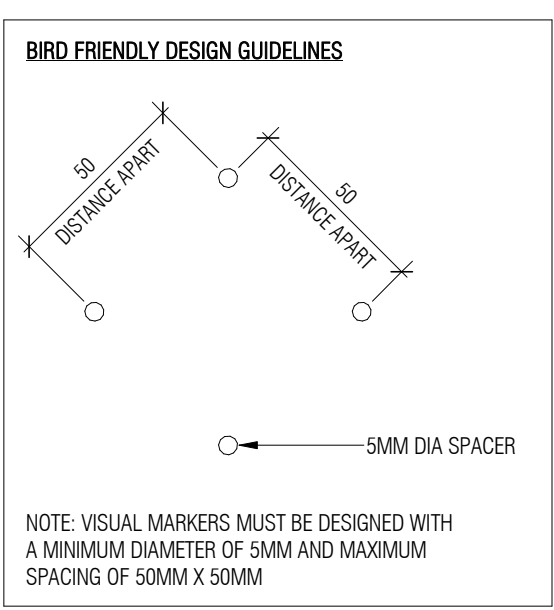 BIRD FRIENDLY DESIGN GUIDELINES
50
DISTANCE APART
50
DISTANCE APART
5MM DIA SPACER
NOTE: VISUAL MARKERS MUST BE DESIGNED WITH
A MINIMUM DIAMETER OF 5MM AND MAXIMUM
SPACING OF 50MM X 50MM